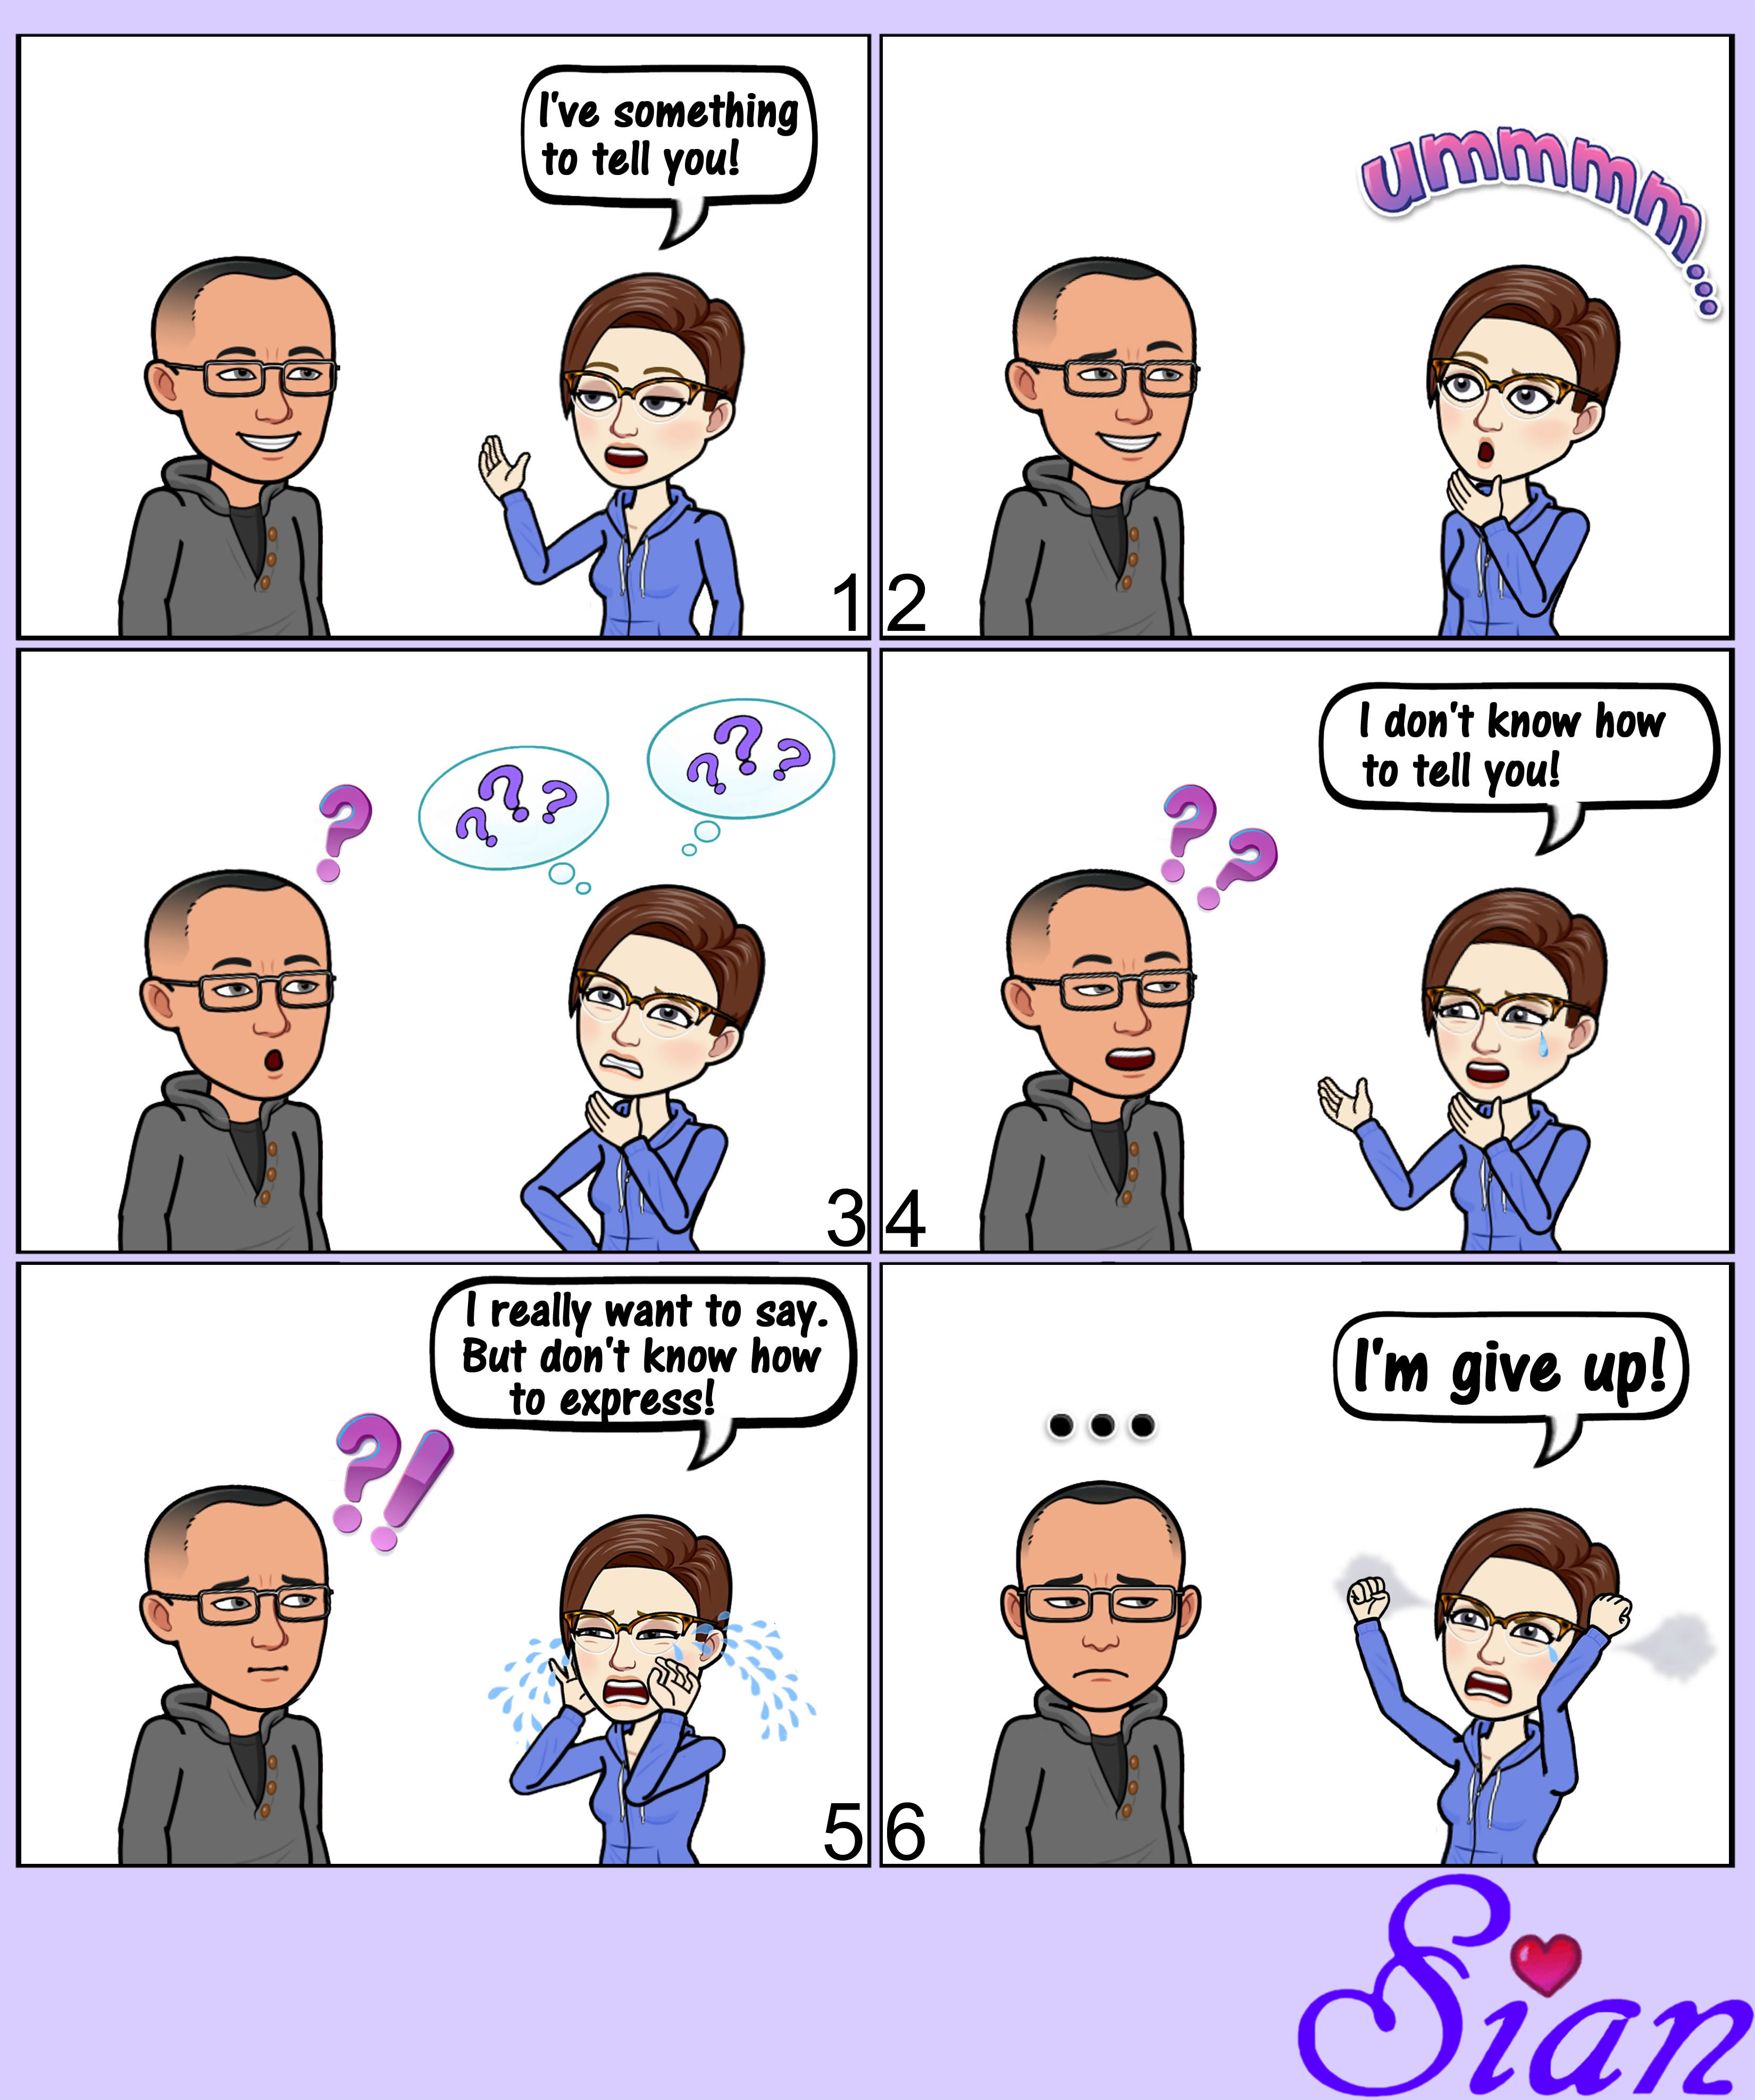 I've something
to tell you!
ummmm...
1
2
? ? ?
? ? ?
?
I don't know how
to tell you!
? ?
3
4
I really want to say.
But don't know how
to express!
?!
I'm give up!
...
5
6
Sian